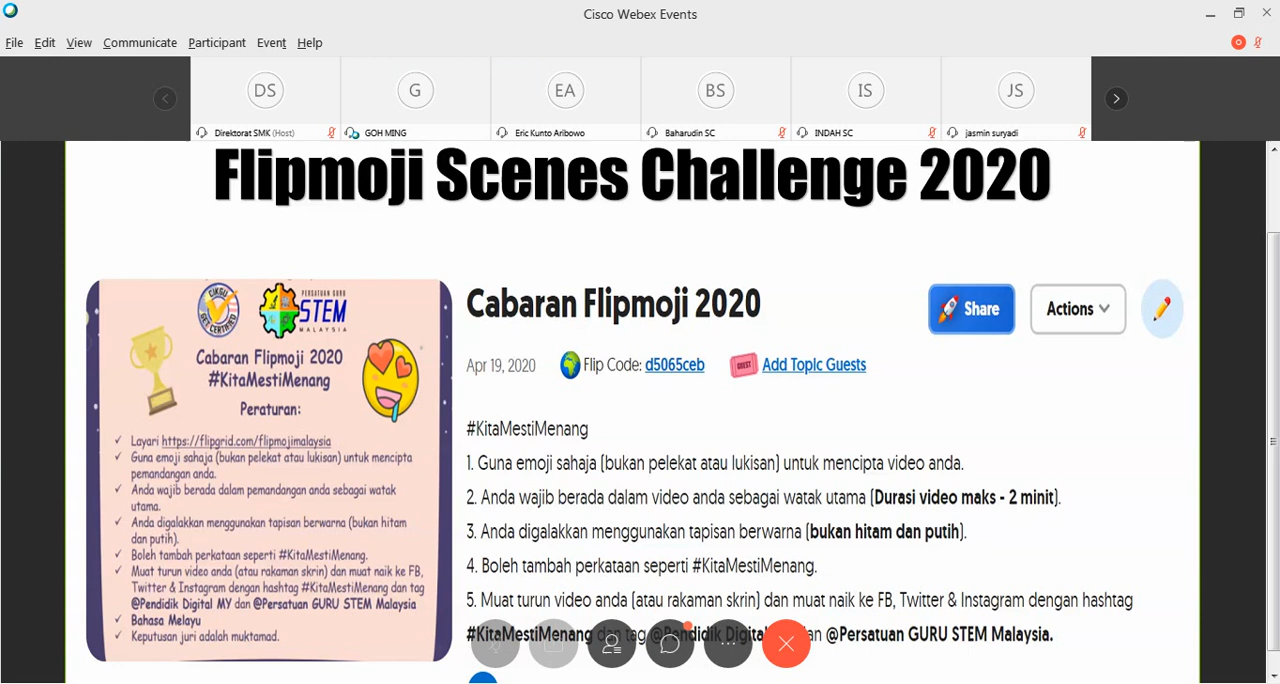 Cisco Webex Events
File Edit View Communicate Participant Event Help
DS G EA BS IS JS
Direktorat SMK (Host) GOH MING Eric Kunto Aribowo Baharudin SC INDAH SC jasmin suryadi
Flipmoji Scenes Challenge 2020
CIKGU
GET CERTIFIED
PERSATUAN GURU
STEM
MALAYSIA
Cabaran Flipmoji 2020
#KitaMestiMenang
Peraturan:
✓ Layari https://flipgrid.com/flipmojimalaysia
✓ Guna emoji sahaja (bukan pelekat atau lukisan) untuk mencipta
pemandangan anda.
✓ Anda wajib berada dalam pemandangan anda sebagai watak
utama.
✓ Anda digalakkan menggunakan tapisan berwarna (bukan hitam
dan putih).
✓ Boleh tambah perkataan seperti #KitaMestiMenang.
✓ Muat turun video anda (atau rakaman skrin) dan muat naik ke FB,
Twitter & Instagram dengan hashtag #KitaMestiMenang dan tag
@Pendidik Digital MY dan @Persatuan GURU STEM Malaysia
✓ Bahasa Melayu
✓ Keputusan juri adalah muktamad.
Cabaran Flipmoji 2020
Share
Actions
Apr 19, 2020 Flip Code: d5065ceb GUEST Add Topic Guests
#KitaMestiMenang
1. Guna emoji sahaja (bukan pelekat atau lukisan) untuk mencipta video anda.
2. Anda wajib berada dalam video anda sebagai watak utama (Durasi video maks - 2 minit).
3. Anda digalakkan menggunakan tapisan berwarna (bukan hitam dan putih).
4. Boleh tambah perkataan seperti #KitaMestiMenang.
5. Muat turun video anda (atau rakaman skrin) dan muat naik ke FB, Twitter & Instagram dengan hashtag
#KitaMestiMenang dan tag @Pendidik Digital dan @Persatuan GURU STEM Malaysia.